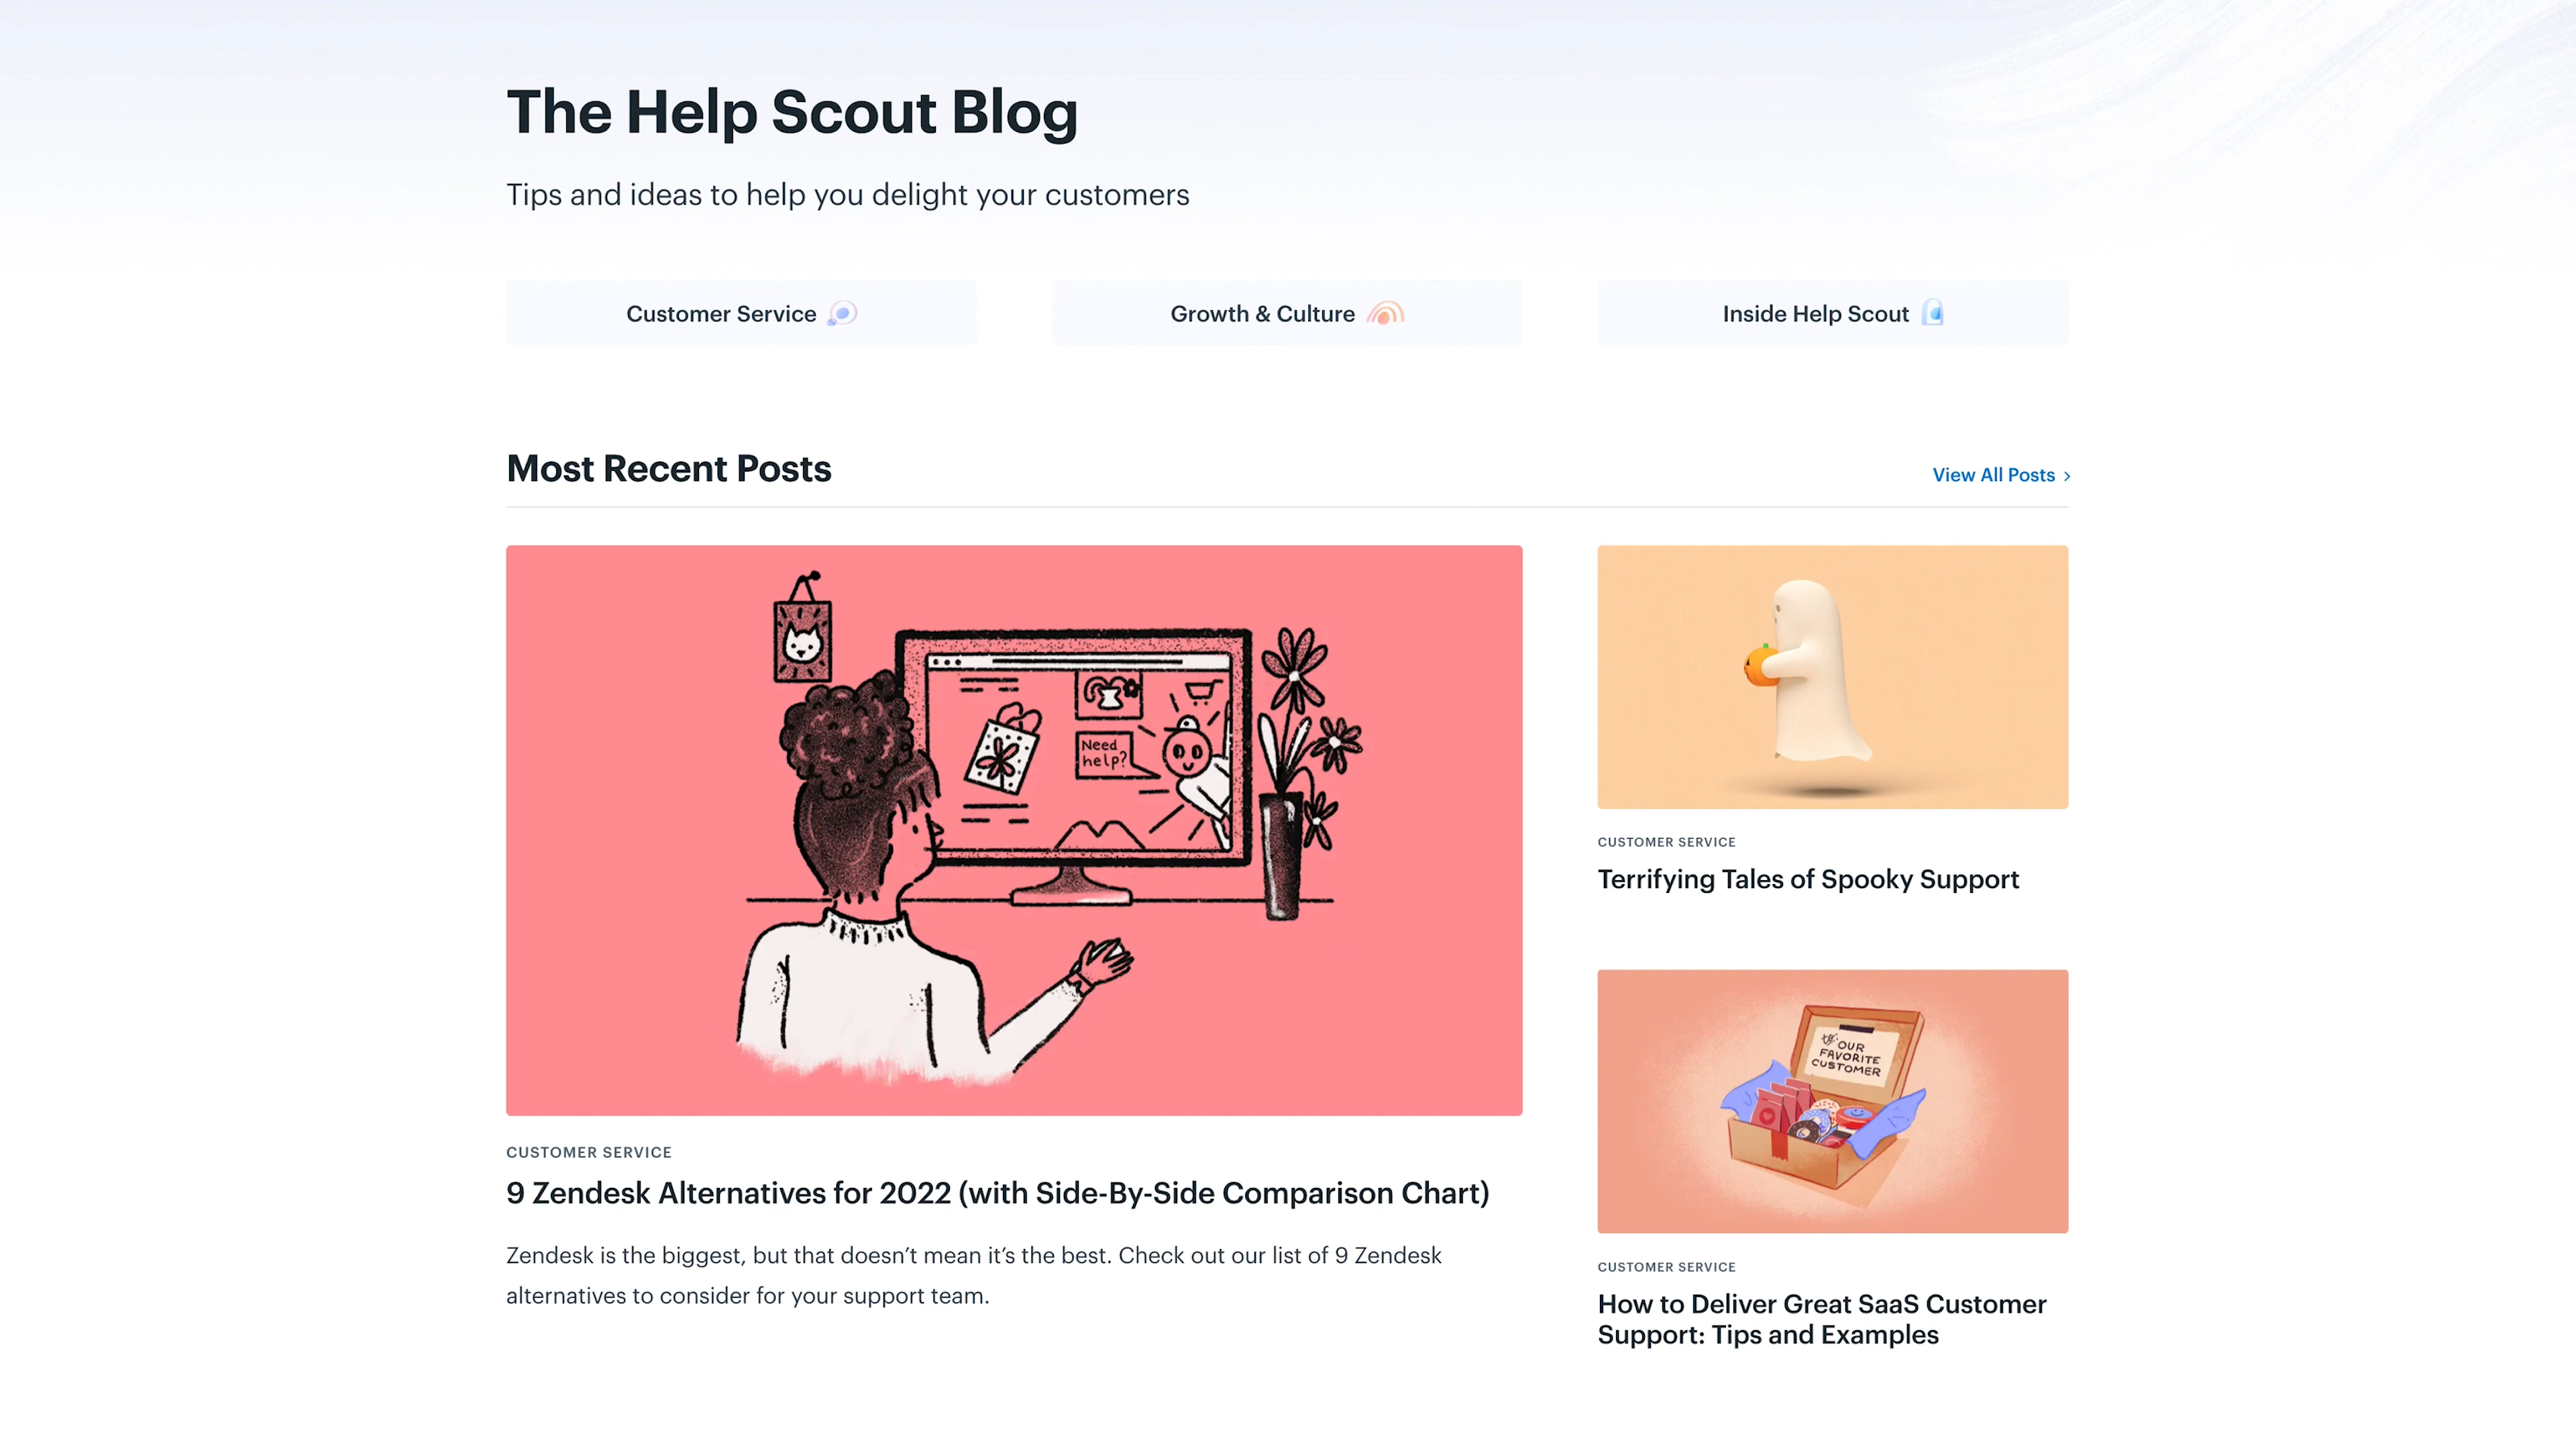 The Help Scout Blog
Tips and ideas to help you delight your customers
Customer Service
Growth & Culture
Inside Help Scout
Most Recent Posts
View All Posts
Need
help?
CUSTOMER SERVICE
9 Zendesk Alternatives for 2022 (with Side-By-Side Comparison Chart)
Zendesk is the biggest, but that doesn’t mean it’s the best. Check out our list of 9 Zendesk
alternatives to consider for your support team.
CUSTOMER SERVICE
Terrifying Tales of Spooky Support
OUR
FAVORITE
CUSTOMER
CUSTOMER SERVICE
How to Deliver Great SaaS Customer
Support: Tips and Examples